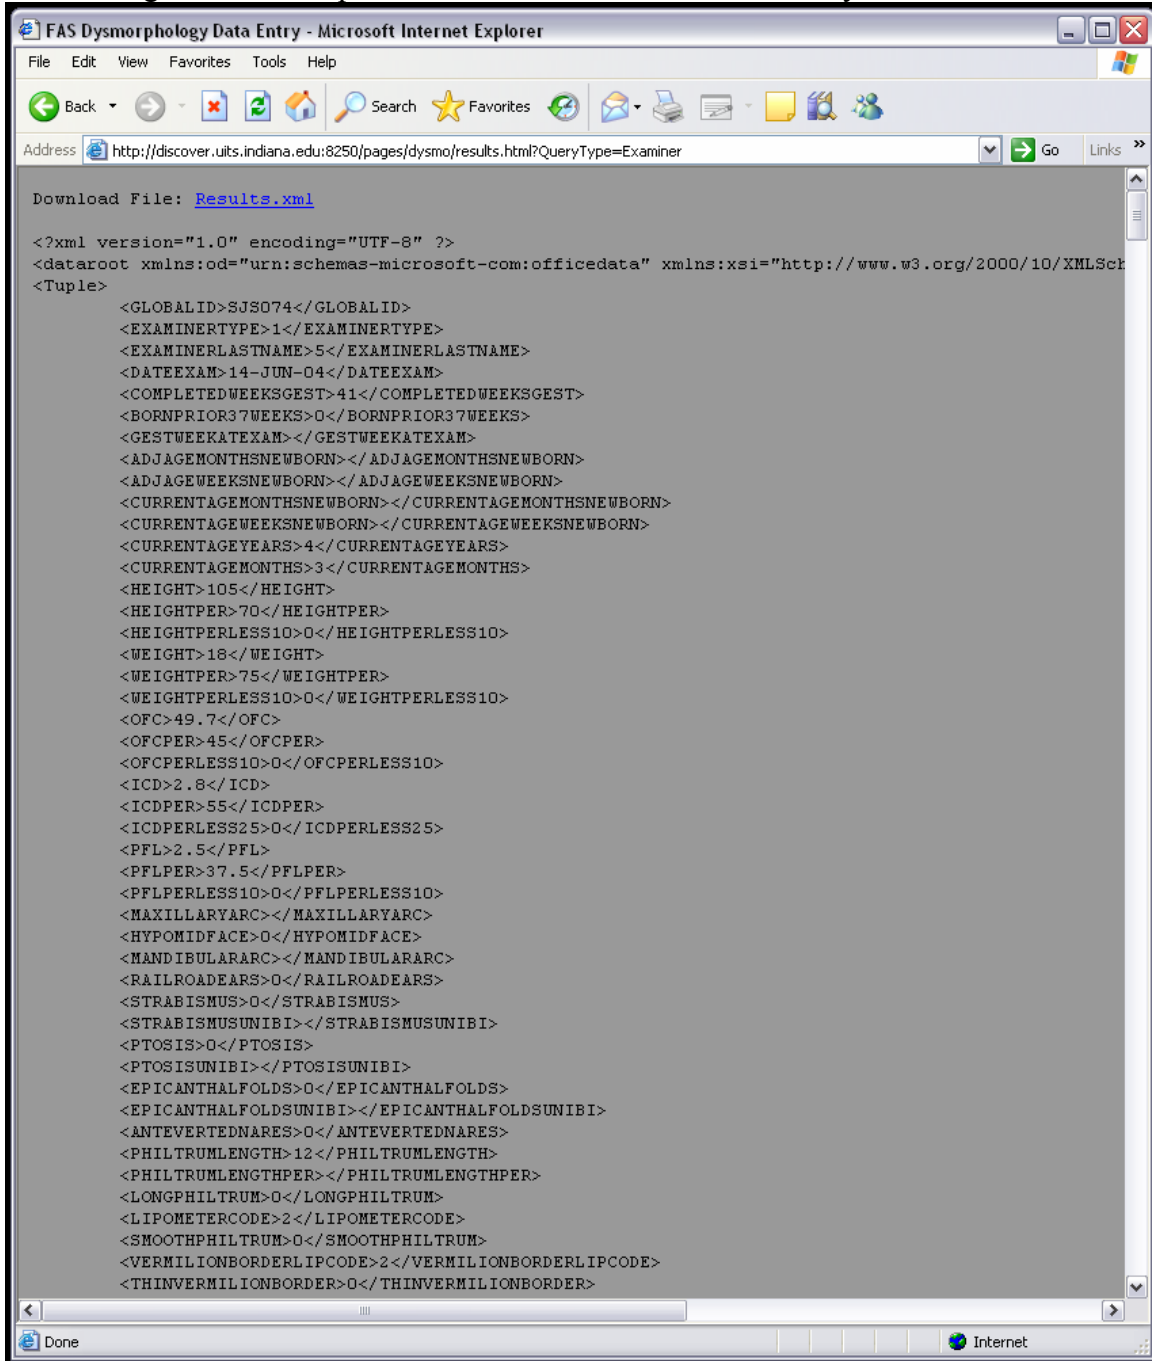 FAS Dysmorphology Data Entry - Microsoft Internet Explorer
File Edit View Favorites Tools Help
Back Search Favorites
Address http://discover.uits.indiana.edu:8250/pages/dysmo/results.html?QueryType=Examiner Go Links »
Download File: Results.xml
<?xml version="1.0" encoding="UTF-8" ?>
<dataroot xmlns:od="urn:schemas-microsoft-com:officedata" xmlns:xsi="http://www.w3.org/2000/10/XMLSch
<Tuple>
<GLOBALID>SJS074</GLOBALID>
<EXAMINERTYPE>1</EXAMINERTYPE>
<EXAMINERLASTNAME>5</EXAMINERLASTNAME>
<DATEEXAM>14-JUN-04</DATEEXAM>
<COMPLETEDWEEKSGEST>41</COMPLETEDWEEKSGEST>
<BORNPRIOR37WEEKS>0</BORNPRIOR37WEEKS>
<GESTWEEKATEXAM></GESTWEEKATEXAM>
<ADJAGEMONTHSNEWBORN></ADJAGEMONTHSNEWBORN>
<ADJAGEWEEKSNEWBORN></ADJAGEWEEKSNEWBORN>
<CURRENTAGEMONTHSNEWBORN></CURRENTAGEMONTHSNEWBORN>
<CURRENTAGEWEEKSNEWBORN></CURRENTAGEWEEKSNEWBORN>
<CURRENTAGEYEARS>4</CURRENTAGEYEARS>
<CURRENTAGEMONTHS>3</CURRENTAGEMONTHS>
<HEIGHT>105</HEIGHT>
<HEIGHTPER>70</HEIGHTPER>
<HEIGHTPERLESS10>0</HEIGHTPERLESS10>
<WEIGHT>18</WEIGHT>
<WEIGHTPER>75</WEIGHTPER>
<WEIGHTPERLESS10>0</WEIGHTPERLESS10>
<OFC>49.7</OFC>
<OFCPER>45</OFCPER>
<OFCPERLESS10>0</OFCPERLESS10>
<ICD>2.8</ICD>
<ICDPER>55</ICDPER>
<ICDPERLESS25>0</ICDPERLESS25>
<PFL>2.5</PFL>
<PFLPER>37.5</PFLPER>
<PFLPERLESS10>0</PFLPERLESS10>
<MAXILLARYARC></MAXILLARYARC>
<HYPOMIDFACE>0</HYPOMIDFACE>
<MANDIBULARARC></MANDIBULARARC>
<RAILROADEARS>0</RAILROADEARS>
<STRABISMUS>0</STRABISMUS>
<STRABISMUSUNIBI></STRABISMUSUNIBI>
<PTOSIS>0</PTOSIS>
<PTOSISUNIBI></PTOSISUNIBI>
<EPICANTHALFOLDS>0</EPICANTHALFOLDS>
<EPICANTHALFOLDSUNIBI></EPICANTHALFOLDSUNIBI>
<ANTEVERTEDNARES>0</ANTEVERTEDNARES>
<PHILTRUMLENGTH>12</PHILTRUMLENGTH>
<PHILTRUMLENGTHPER></PHILTRUMLENGTHPER>
<LONGPHILTRUM>0</LONGPHILTRUM>
<LIPOMETERCODE>2</LIPOMETERCODE>
<SMOOTHPHILTRUM>0</SMOOTHPHILTRUM>
<VERMILIONBORDERLIPCODE>2</VERMILIONBORDERLIPCODE>
<THINVERMILIONBORDER>0</THINVERMILIONBORDER>
Done Internet